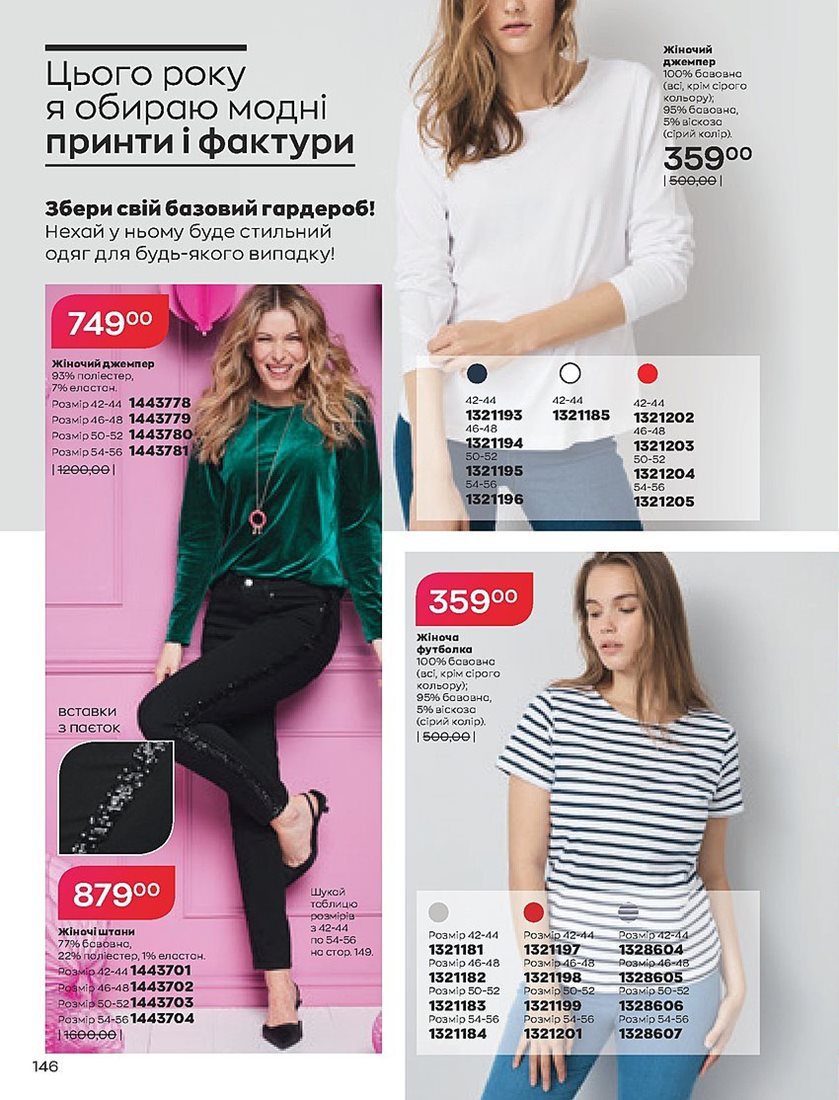 Цього року
я обираю модні
принти і фактури
Збери свій базовий гардероб!
Нехай у ньому буде стильний
одяг для будь-якого випадку!
Жіночий
джемпер
100% бавовна
(всі, крім сірого
кольору);
95% бавовна,
5% віскоза
(сірий колір).
359⁰⁰
| 500,00 |
42-44
1321193
46-48
1321194
50-52
1321195
54-56
1321196
42-44
1321185
42-44
1321202
46-48
1321203
50-52
1321204
54-56
1321205
749⁰⁰
Жіночий джемпер
93% поліестер,
7% еластан.
Розмір 42-44 1443778
Розмір 46-48 1443779
Розмір 50-52 1443780
Розмір 54-56 1443781
| 1200,00 |
вставки
з паєток
879⁰⁰
Жіночі штани
77% бавовна,
22% поліестер, 1% еластан.
Розмір 42-44 1443701
Розмір 46-48 1443702
Розмір 50-52 1443703
Розмір 54-56 1443704
| 1600,00 |
Шукай
таблицю
розмірів
з 42-44
по 54-56
на стор. 149.
359⁰⁰
Жіноча
футболка
100% бавовна
(всі, крім сірого
кольору);
95% бавовна,
5% віскоза
(сірий колір).
| 500,00 |
Розмір 42-44
1321181
Розмір 46-48
1321182
Розмір 50-52
1321183
Розмір 54-56
1321184
Розмір 42-44
1321197
Розмір 46-48
1321198
Розмір 50-52
1321199
Розмір 54-56
1321201
Розмір 42-44
1328604
Розмір 46-48
1328605
Розмір 50-52
1328606
Розмір 54-56
1328607
146